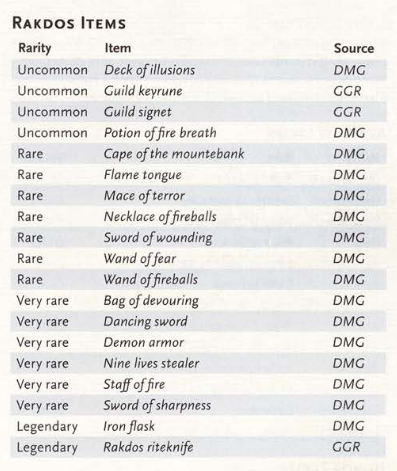 Rakdos Items
Rarity Item Source
Uncommon Deck of illusions DMG
Uncommon Guild keyrune GGR
Uncommon Guild signet GGR
Uncommon Potion of fire breath DMG
Rare Cape of the mountebank DMG
Rare Flame tongue DMG
Rare Mace of terror DMG
Rare Necklace of fireballs DMG
Rare Sword of wounding DMG
Rare Wand of fear DMG
Rare Wand of fireballs DMG
Very rare Bag of devouring DMG
Very rare Dancing sword DMG
Very rare Demon armor DMG
Very rare Nine lives stealer DMG
Very rare Staff of fire DMG
Very rare Sword of sharpness DMG
Legendary Iron flask DMG
Legendary Rakdos riteknife GGR